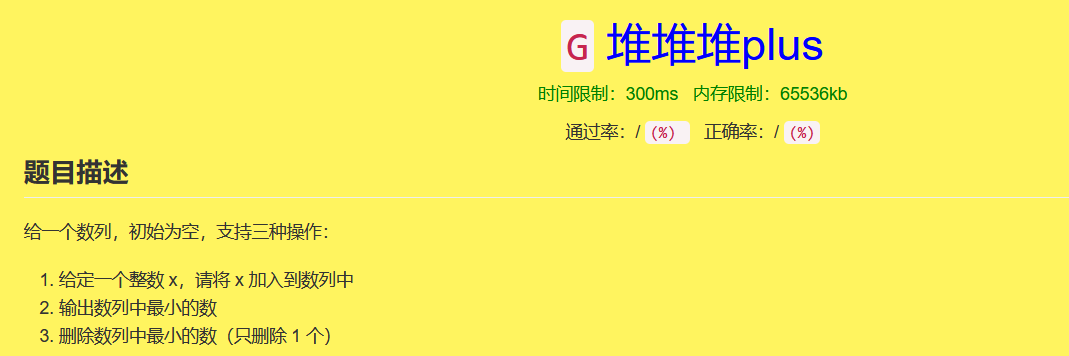 G 堆堆堆plus
时间限制：300ms 内存限制：65536kb
通过率：/ (%) 正确率：/ (%)
题目描述
给一个数列，初始为空，支持三种操作：
1. 给定一个整数 x，请将 x 加入到数列中
2. 输出数列中最小的数
3. 删除数列中最小的数（只删除 1 个）